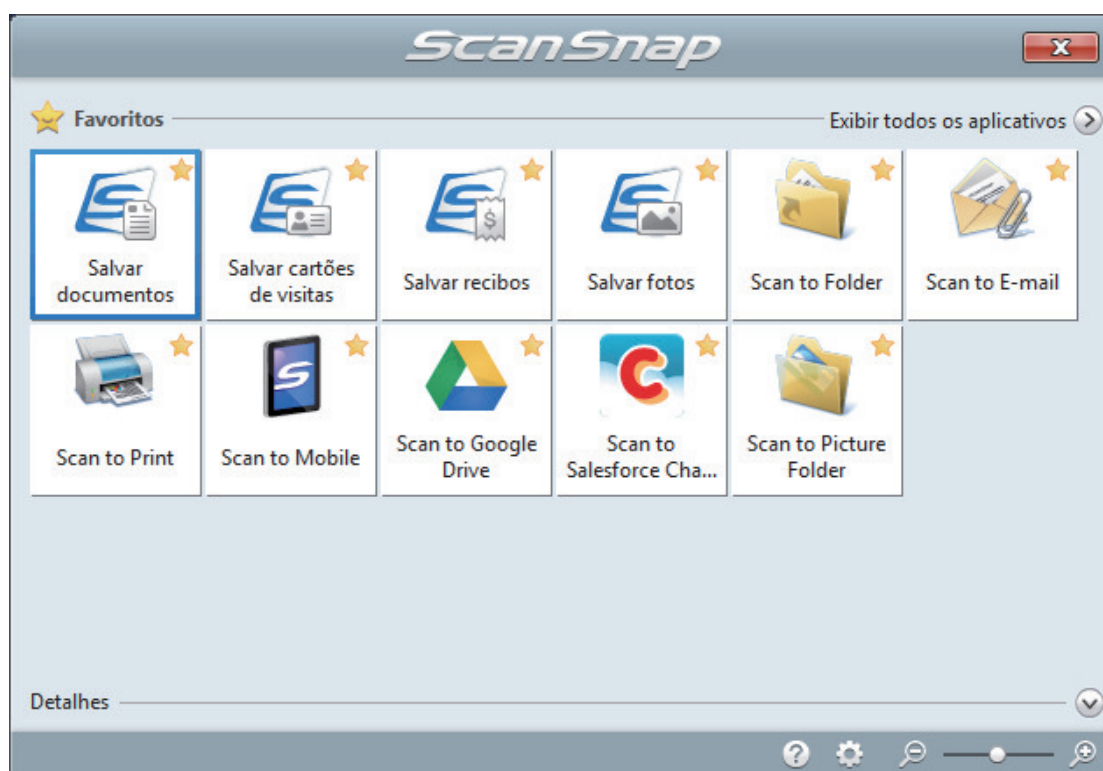 ScanSnap
Favoritos
Exibir todos os aplicativos
Salvar
documentos
Salvar cartões
de visitas
Salvar recibos
Salvar fotos
Scan to Folder
Scan to E-mail
Scan to Print
Scan to Mobile
Scan to Google
Drive
Scan to
Salesforce Cha...
Scan to Picture
Folder
Detalhes